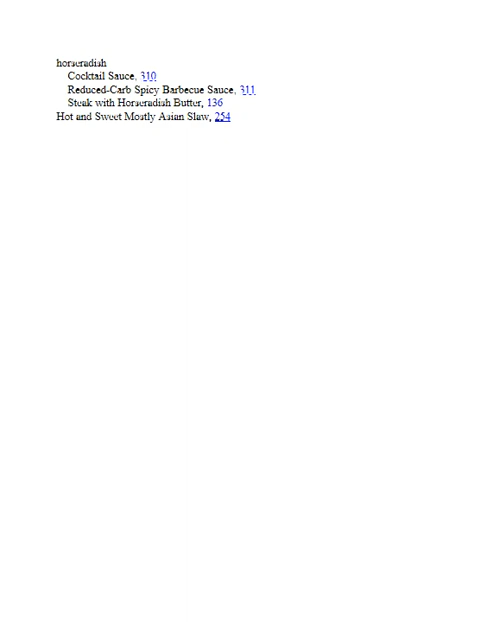 horseradish
Cocktail Sauce, 310
Reduced-Carb Spicy Barbecue Sauce, 311
Steak with Horseradish Butter, 136
Hot and Sweet Mostly Asian Slaw, 254